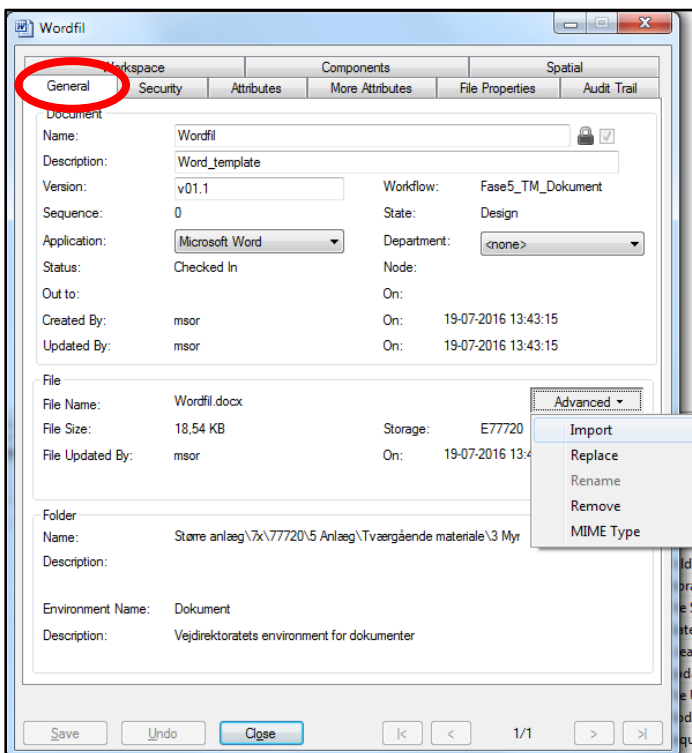 Wordfil
Workspace Components Spatial
General Security Attributes More Attributes File Properties Audit Trail
Document
Name: Wordfil
Description: Word_template
Version: v01.1 Workflow: Fase5_TM_Dokument
Sequence: 0 State: Design
Application: Microsoft Word Department: <none>
Status: Checked In Node:
Out to: On:
Created By: msor On: 19-07-2016 13:43:15
Updated By: msor On: 19-07-2016 13:43:15
File
File Name: Wordfil.docx Advanced
File Size: 18,54 KB Storage: E77720 Import
File Updated By: msor On: 19-07-2016 13:4 Replace
Rename
Remove
MIME Type
Folder
Name: Større anlæg\7x\77720\5 Anlæg\Tværgående materiale\3 Myr
Description:
Environment Name: Dokument
Description: Vejdirektoratets environment for dokumenter
Save Undo Close |< < 1/1 > >|